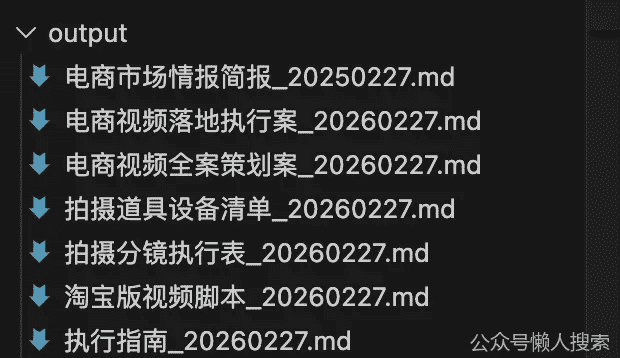 output
电商市场情报简报_20250227.md
电商视频落地执行案_20260227.md
电商视频全案策划案_20260227.md
拍摄道具设备清单_20260227.md
拍摄分镜执行表_20260227.md
淘宝版视频脚本_20260227.md
执行指南_20260227.md
公众号懒人搜索